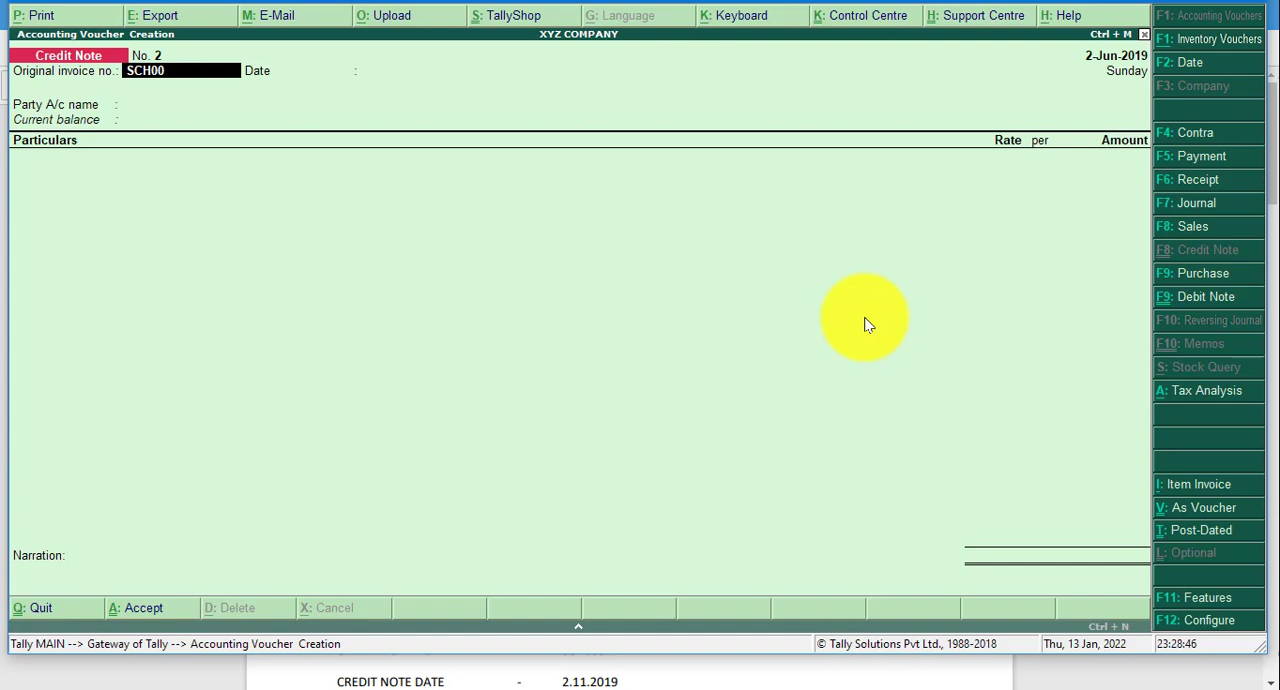 P: Print E: Export M: E-Mail O: Upload S: TallyShop G: Language K: Keyboard K: Control Centre H: Support Centre H: Help
Accounting Voucher Creation XYZ COMPANY Ctrl + M
Credit Note No. 2 2-Jun-2019
Original invoice no.: SCH00 Date : Sunday
Party A/c name :
Current balance :
Particulars Rate per Amount
Narration:
F1: Accounting Vouchers
F1: Inventory Vouchers
F2: Date
F3: Company
F4: Contra
F5: Payment
F6: Receipt
F7: Journal
F8: Sales
F8: Credit Note
F9: Purchase
F9: Debit Note
F10: Reversing Journal
F10: Memos
S: Stock Query
A: Tax Analysis
I: Item Invoice
V: As Voucher
T: Post-Dated
L: Optional
F11: Features
F12: Configure
Q: Quit A: Accept D: Delete X: Cancel
Ctrl + N
Tally MAIN --> Gateway of Tally --> Accounting Voucher Creation © Tally Solutions Pvt Ltd., 1988-2018 Thu, 13 Jan, 2022 23:28:46
CREDIT NOTE DATE - 2.11.2019